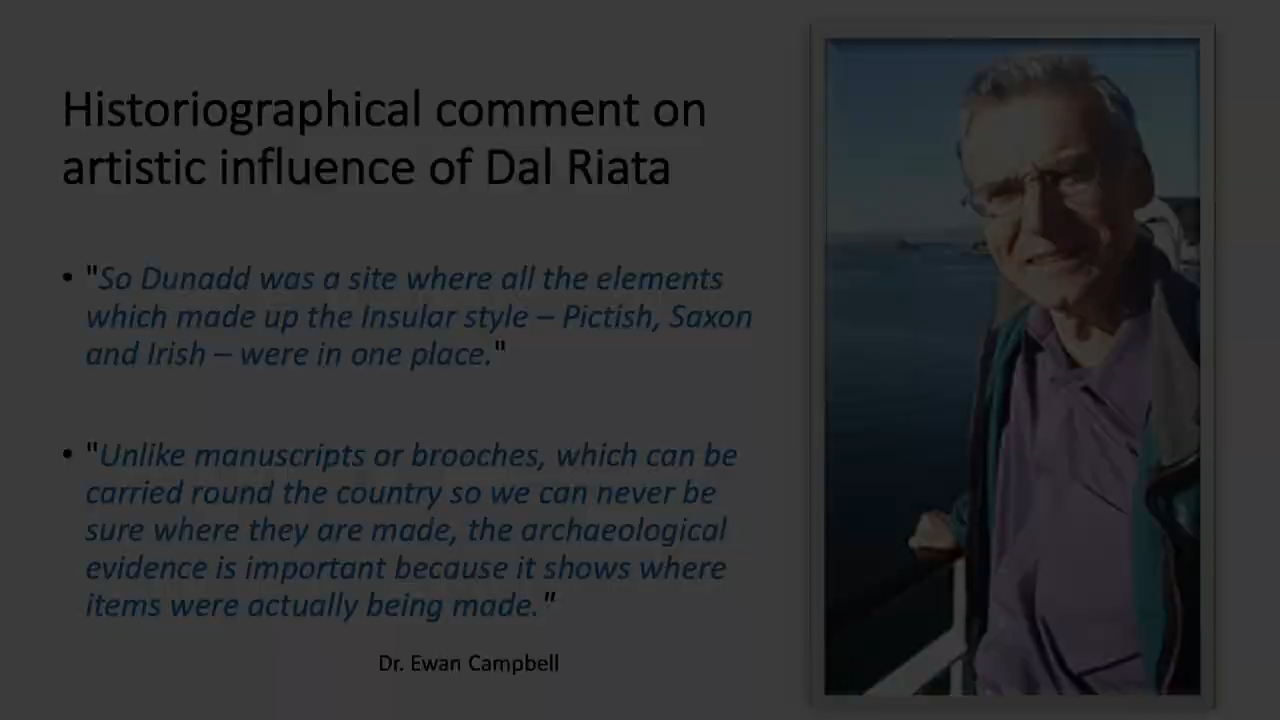 Historiographical comment on
artistic influence of Dal Riata
• "So Dunadd was a site where all the elements
which made up the Insular style – Pictish, Saxon
and Irish – were in one place."
• "Unlike manuscripts or brooches, which can be
carried round the country so we can never be
sure where they are made, the archaeological
evidence is important because it shows where
items were actually being made."
Dr. Ewan Campbell